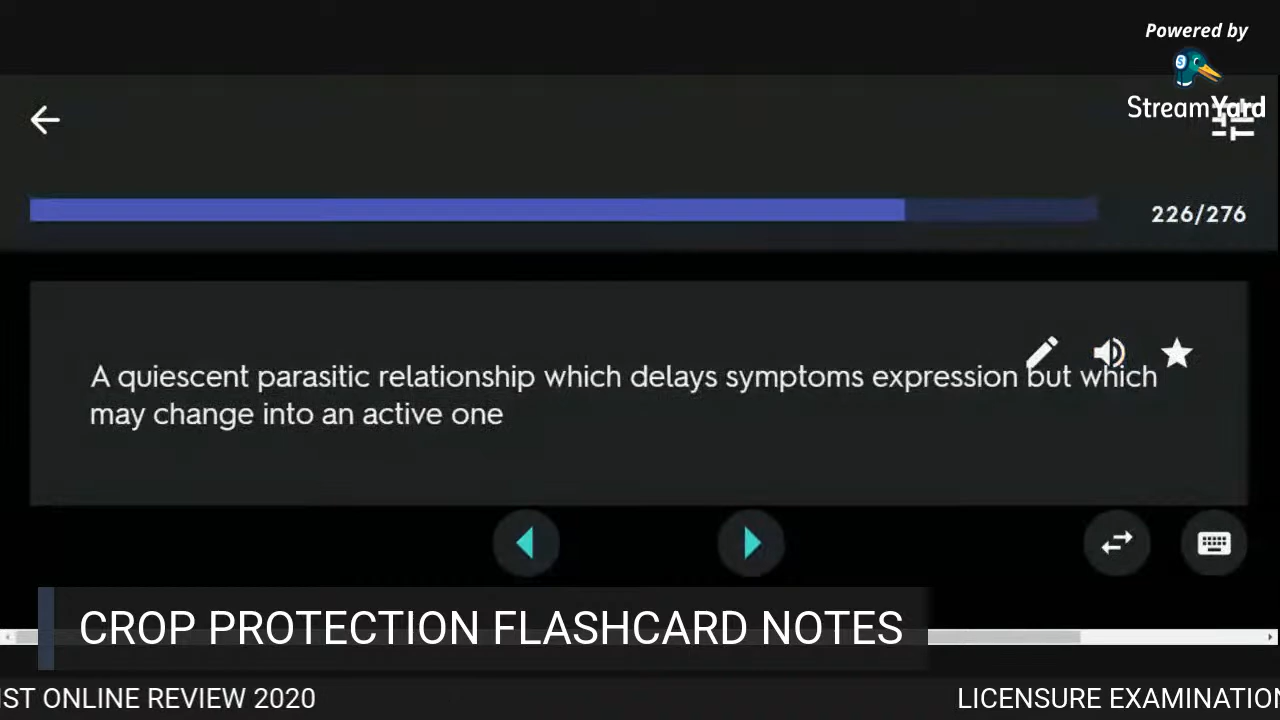 Powered by
StreamYard
226/276
A quiescent parasitic relationship which delays symptoms expression but which
may change into an active one
CROP PROTECTION FLASHCARD NOTES
IST ONLINE REVIEW 2020
LICENSURE EXAMINATION